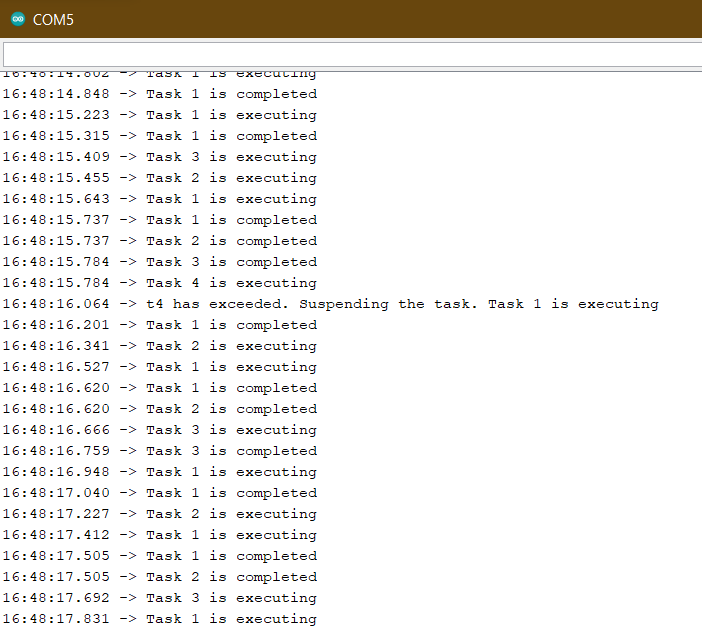 COM5
16:48:14.802 -> Task 1 is executing
16:48:14.848 -> Task 1 is completed
16:48:15.223 -> Task 1 is executing
16:48:15.315 -> Task 1 is completed
16:48:15.409 -> Task 3 is executing
16:48:15.455 -> Task 2 is executing
16:48:15.643 -> Task 1 is executing
16:48:15.737 -> Task 1 is completed
16:48:15.737 -> Task 2 is completed
16:48:15.784 -> Task 3 is completed
16:48:15.784 -> Task 4 is executing
16:48:16.064 -> t4 has exceeded. Suspending the task. Task 1 is executing
16:48:16.201 -> Task 1 is completed
16:48:16.341 -> Task 2 is executing
16:48:16.527 -> Task 1 is executing
16:48:16.620 -> Task 1 is completed
16:48:16.620 -> Task 2 is completed
16:48:16.666 -> Task 3 is executing
16:48:16.759 -> Task 3 is completed
16:48:16.948 -> Task 1 is executing
16:48:17.040 -> Task 1 is completed
16:48:17.227 -> Task 2 is executing
16:48:17.412 -> Task 1 is executing
16:48:17.505 -> Task 1 is completed
16:48:17.505 -> Task 2 is completed
16:48:17.692 -> Task 3 is executing
16:48:17.831 -> Task 1 is executing